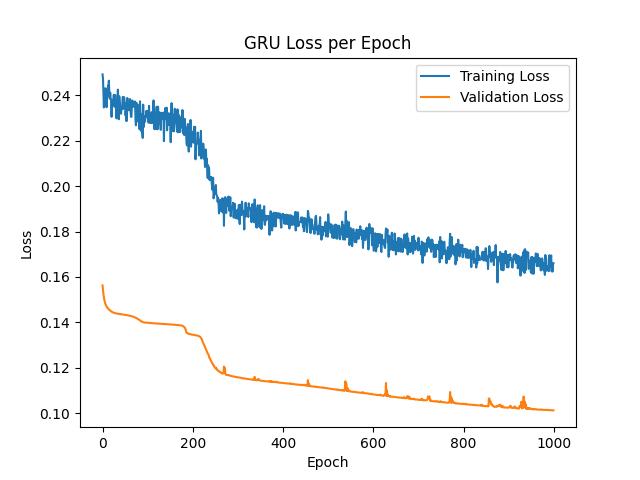 GRU Loss per Epoch
Training Loss
Validation Loss
0.24
0.22
0.20
0.18
0.16
0.14
0.12
0.10
Loss
0
200
400
600
800
1000
Epoch